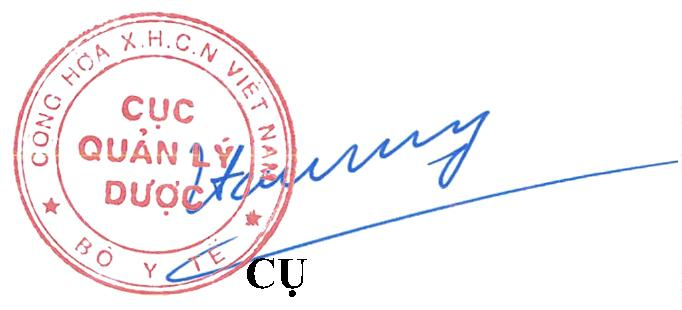 CỘNG HÒA X.H.C.N VIỆT NAM
CỤC
QUẢN LÝ
DƯỢC
BỘ Y TẾ
CỤ